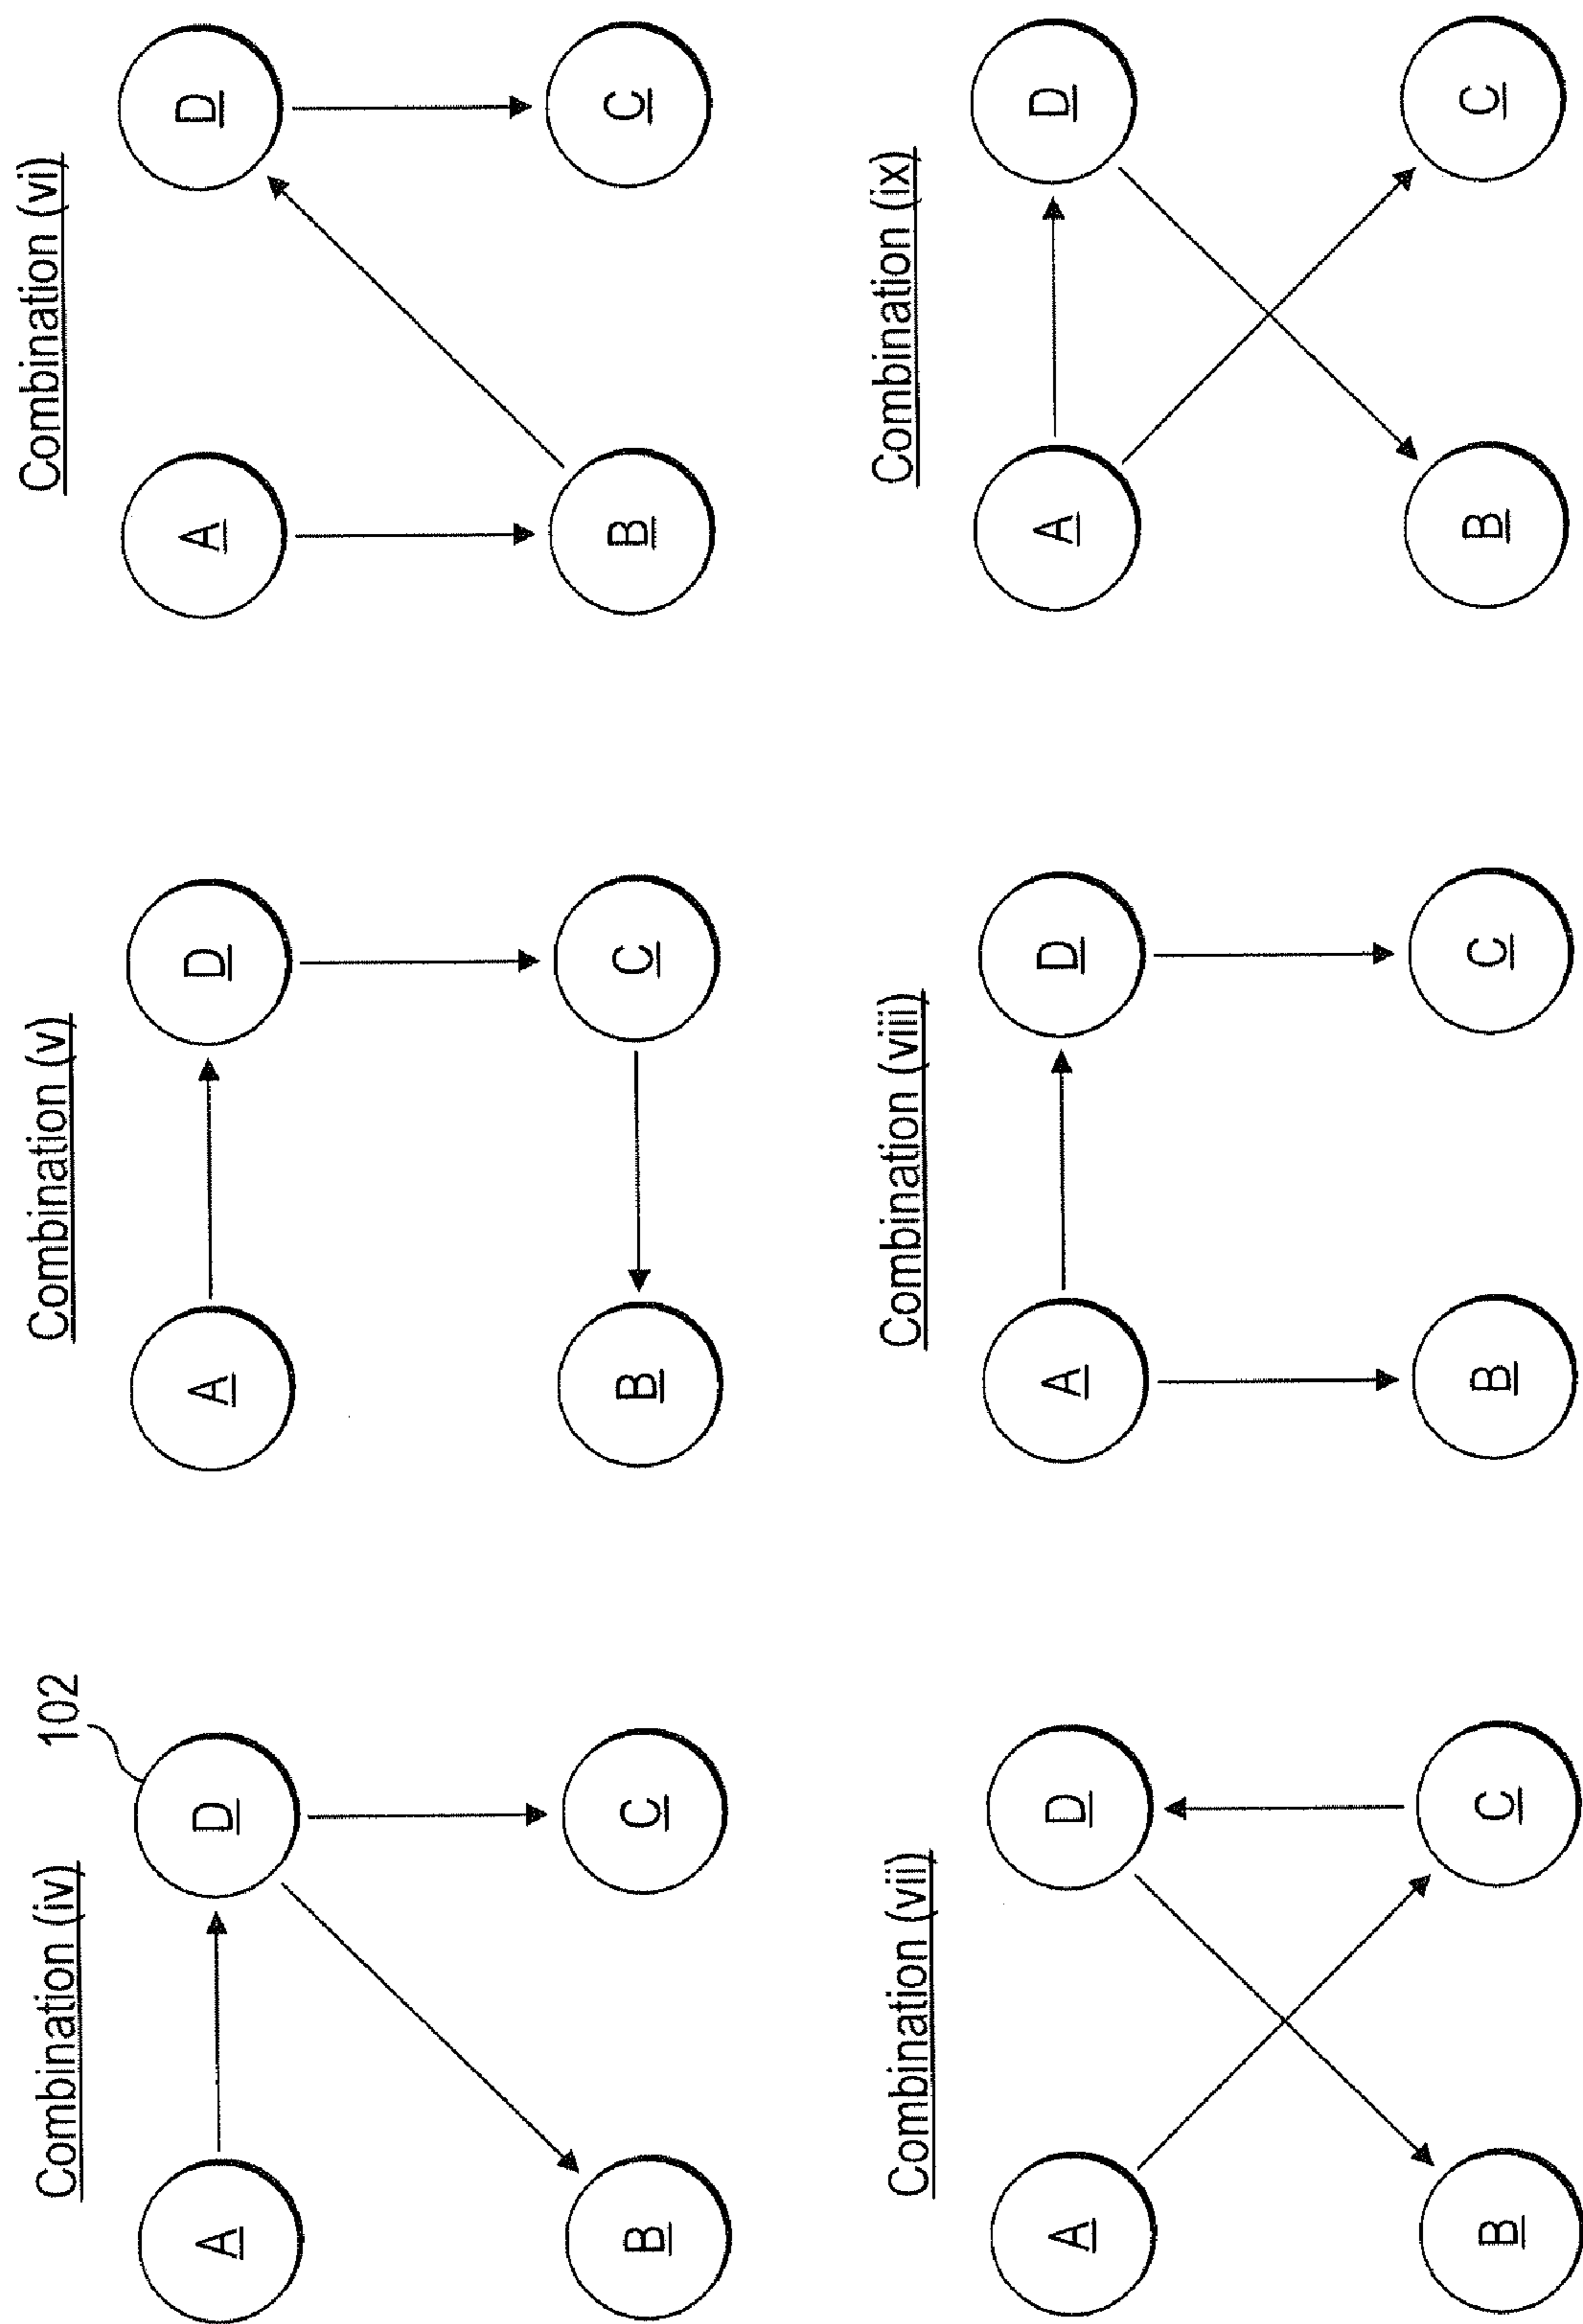 Combination (iv)
102
A
D
B
C
Combination (v)
A
D
B
C
Combination (vi)
A
D
B
C
Combination (vii)
A
D
B
C
Combination (viii)
A
D
B
C
Combination (ix)
A
D
B
C